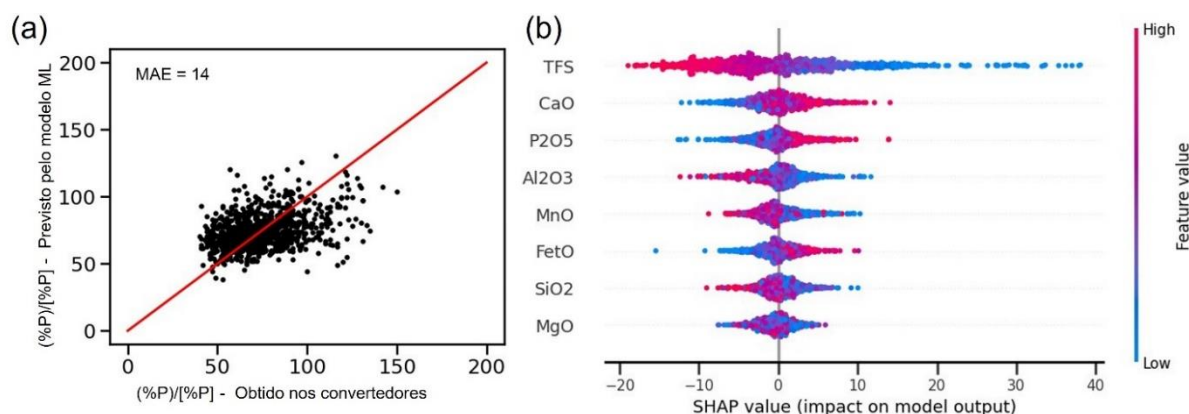 (a)
MAE = 14
(%P)/[%P] - Previsto pelo modelo ML
200
150
100
50
0
0 50 100 150 200
(%P)/[%P] - Obtido nos convertedores
(b)
High
TFS
CaO
P2O5
Al2O3
MnO
FetO
SiO2
MgO
Feature value
Low
−20 −10 0 10 20 30 40
SHAP value (impact on model output)